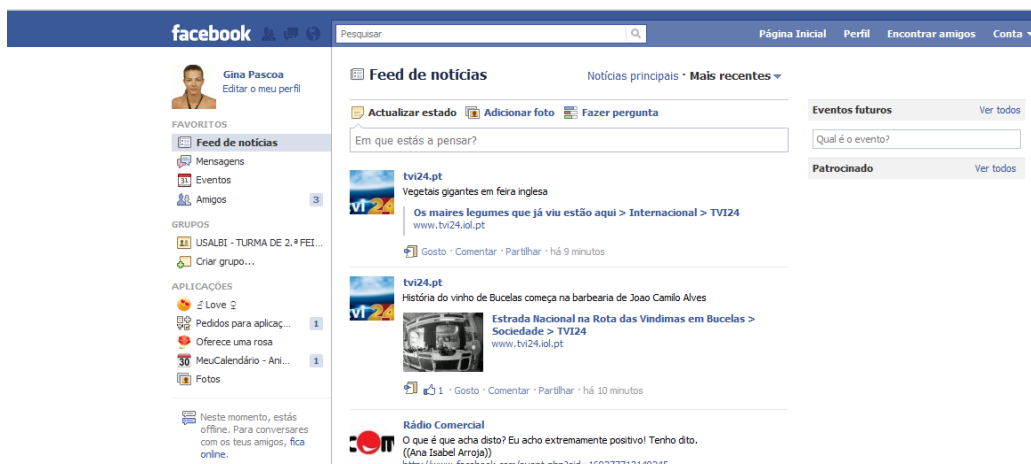 facebook
Pesquisar
Página Inicial Perfil Encontrar amigos Conta
Gina Pascoa
Editar o meu perfil
FAVORITOS
Feed de notícias
Mensagens
31 Eventos
Amigos 3
GRUPOS
USALBI - TURMA DE 2.ª FEI...
Criar grupo...
APLICAÇÕES
♂ Love ♀
Pedidos para aplicaç... 1
Oferece uma rosa
30 MeuCalendário - Ani... 1
Fotos
Neste momento, estás
offline. Para conversares
com os teus amigos, fica
online.
Feed de notícias
Notícias principais · Mais recentes
Actualizar estado Adicionar foto Fazer pergunta
Em que estás a pensar?
tvi24.pt
Vegetais gigantes em feira inglesa
tvi24
Os maires legumes que já viu estão aqui > Internacional > TVI24
www.tvi24.iol.pt
Gosto · Comentar · Partilhar · há 9 minutos
tvi24.pt
História do vinho de Bucelas começa na barbearia de Joao Camilo Alves
tvi24
Estrada Nacional na Rota das Vindimas em Bucelas >
Sociedade > TVI24
www.tvi24.iol.pt
1 · Gosto · Comentar · Partilhar · há 10 minutos
Rádio Comercial
O que é que acha disto? Eu acho extremamente positivo! Tenho dito.
((Ana Isabel Arroja))
Eventos futuros Ver todos
Qual é o evento?
Patrocinado Ver todos